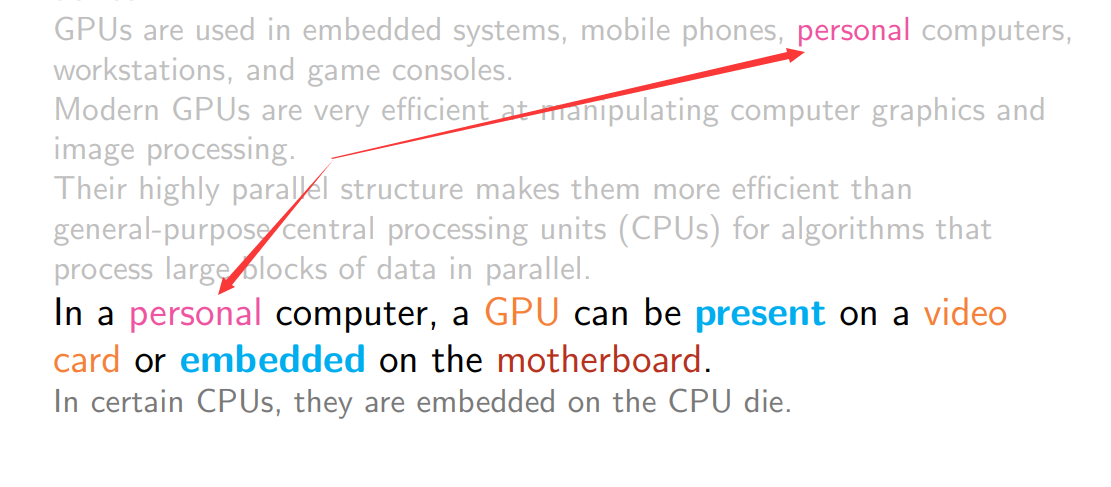 GPUs are used in embedded systems, mobile phones, personal computers,
workstations, and game consoles.
Modern GPUs are very efficient at manipulating computer graphics and
image processing.
Their highly parallel structure makes them more efficient than
general-purpose central processing units (CPUs) for algorithms that
process large blocks of data in parallel.
In a personal computer, a GPU can be present on a video
card or embedded on the motherboard.
In certain CPUs, they are embedded on the CPU die.